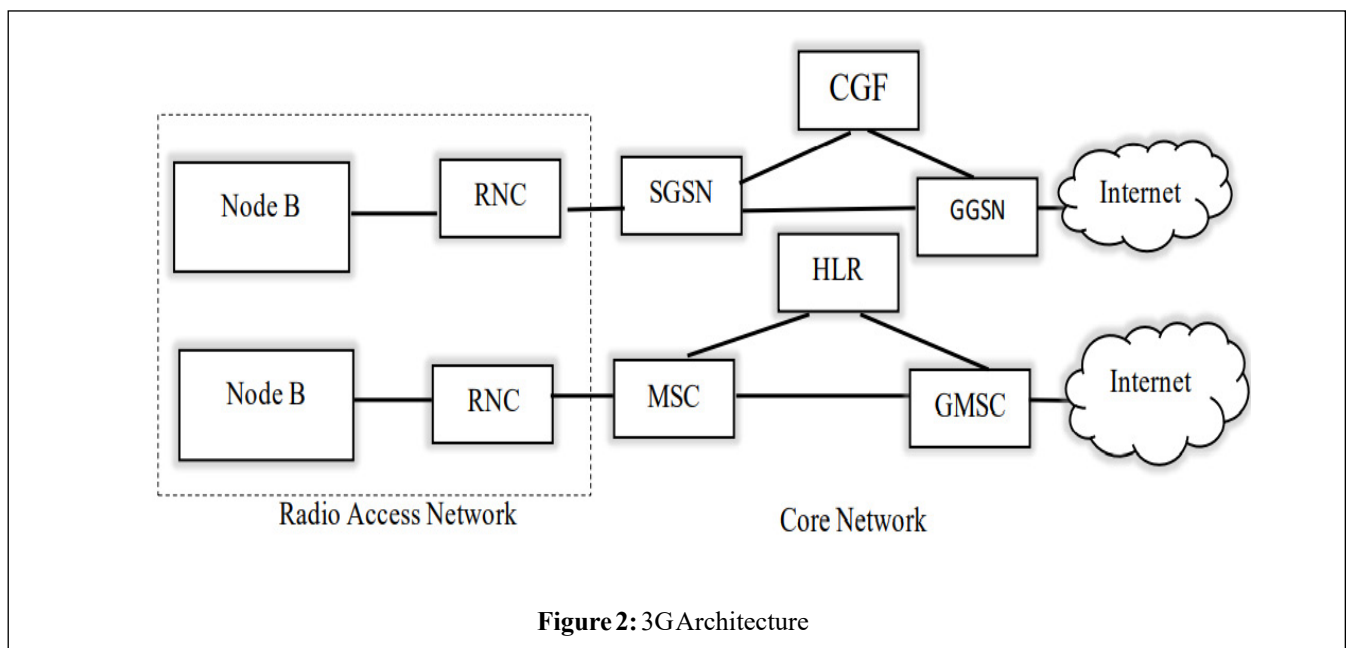 CGF
Node B
RNC
SGSN
GGSN
Internet
HLR
Node B
RNC
MSC
GMSC
Internet
Radio Access Network
Core Network
Figure 2: 3G Architecture